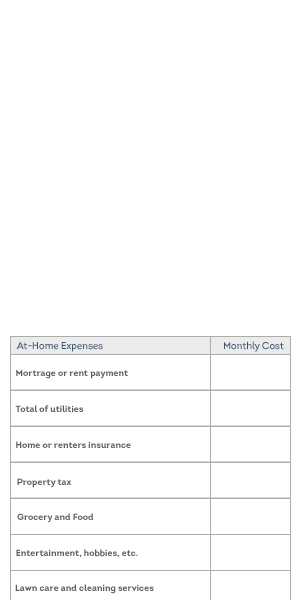 At-Home Expenses Monthly Cost
Mortrage or rent payment
Total of utilities
Home or renters insurance
Property tax
Grocery and Food
Entertainment, hobbies, etc.
Lawn care and cleaning services